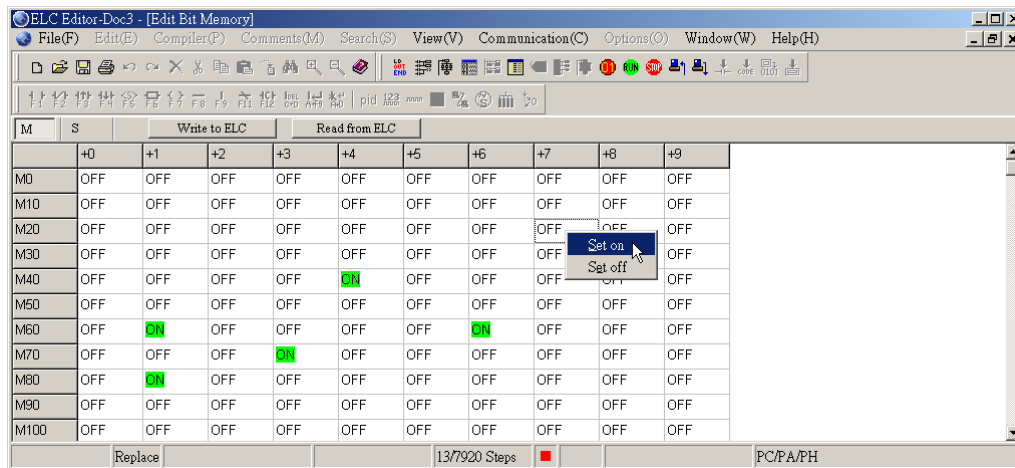 ELC Editor-Doc3 - [Edit Bit Memory]
File(F) Edit(E) Compiler(P) Comments(M) Search(S) View(V) Communication(C) Options(O) Window(W) Help(H)
M S Write to ELC Read from ELC
+0 +1 +2 +3 +4 +5 +6 +7 +8 +9
M0 OFF OFF OFF OFF OFF OFF OFF OFF OFF OFF
M10 OFF OFF OFF OFF OFF OFF OFF OFF OFF OFF
M20 OFF OFF OFF OFF OFF OFF OFF OFF OFF OFF
Set on
M30 OFF OFF OFF OFF OFF OFF OFF OFF OFF
Set off
M40 OFF OFF OFF OFF ON OFF OFF OFF OFF OFF
M50 OFF OFF OFF OFF OFF OFF OFF OFF OFF OFF
M60 OFF ON OFF OFF OFF OFF ON OFF OFF OFF
M70 OFF OFF OFF ON OFF OFF OFF OFF OFF OFF
M80 OFF ON OFF OFF OFF OFF OFF OFF OFF OFF
M90 OFF OFF OFF OFF OFF OFF OFF OFF OFF OFF
M100 OFF OFF OFF OFF OFF OFF OFF OFF OFF OFF
Replace 13/7920 Steps PC/PA/PH